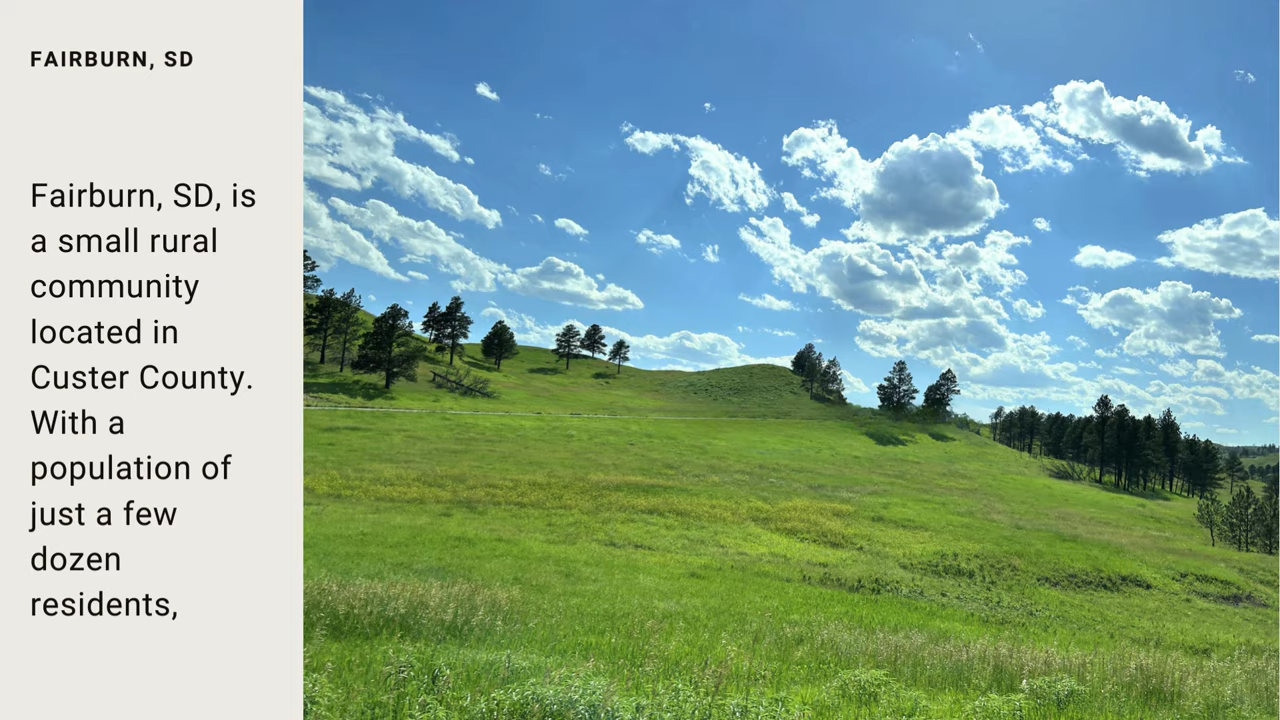 FAIRBURN, SD
Fairburn, SD, is
a small rural
community
located in
Custer County.
With a
population of
just a few
dozen
residents,